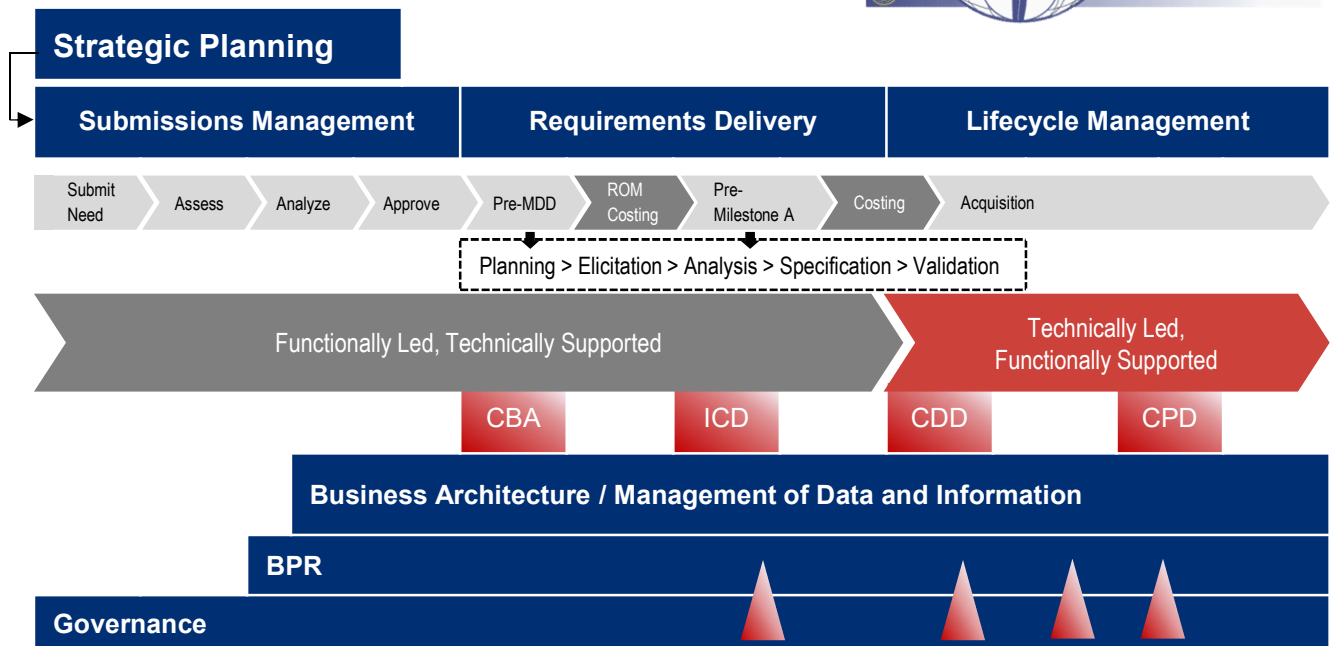 Strategic Planning
Submissions Management
Requirements Delivery
Lifecycle Management
Submit
Need
Assess
Analyze
Approve
Pre-MDD
ROM
Costing
Pre-
Milestone A
Costing
Acquisition
Planning > Elicitation > Analysis > Specification > Validation
Functionally Led, Technically Supported
Technically Led,
Functionally Supported
CBA
ICD
CDD
CPD
Business Architecture / Management of Data and Information
BPR
Governance